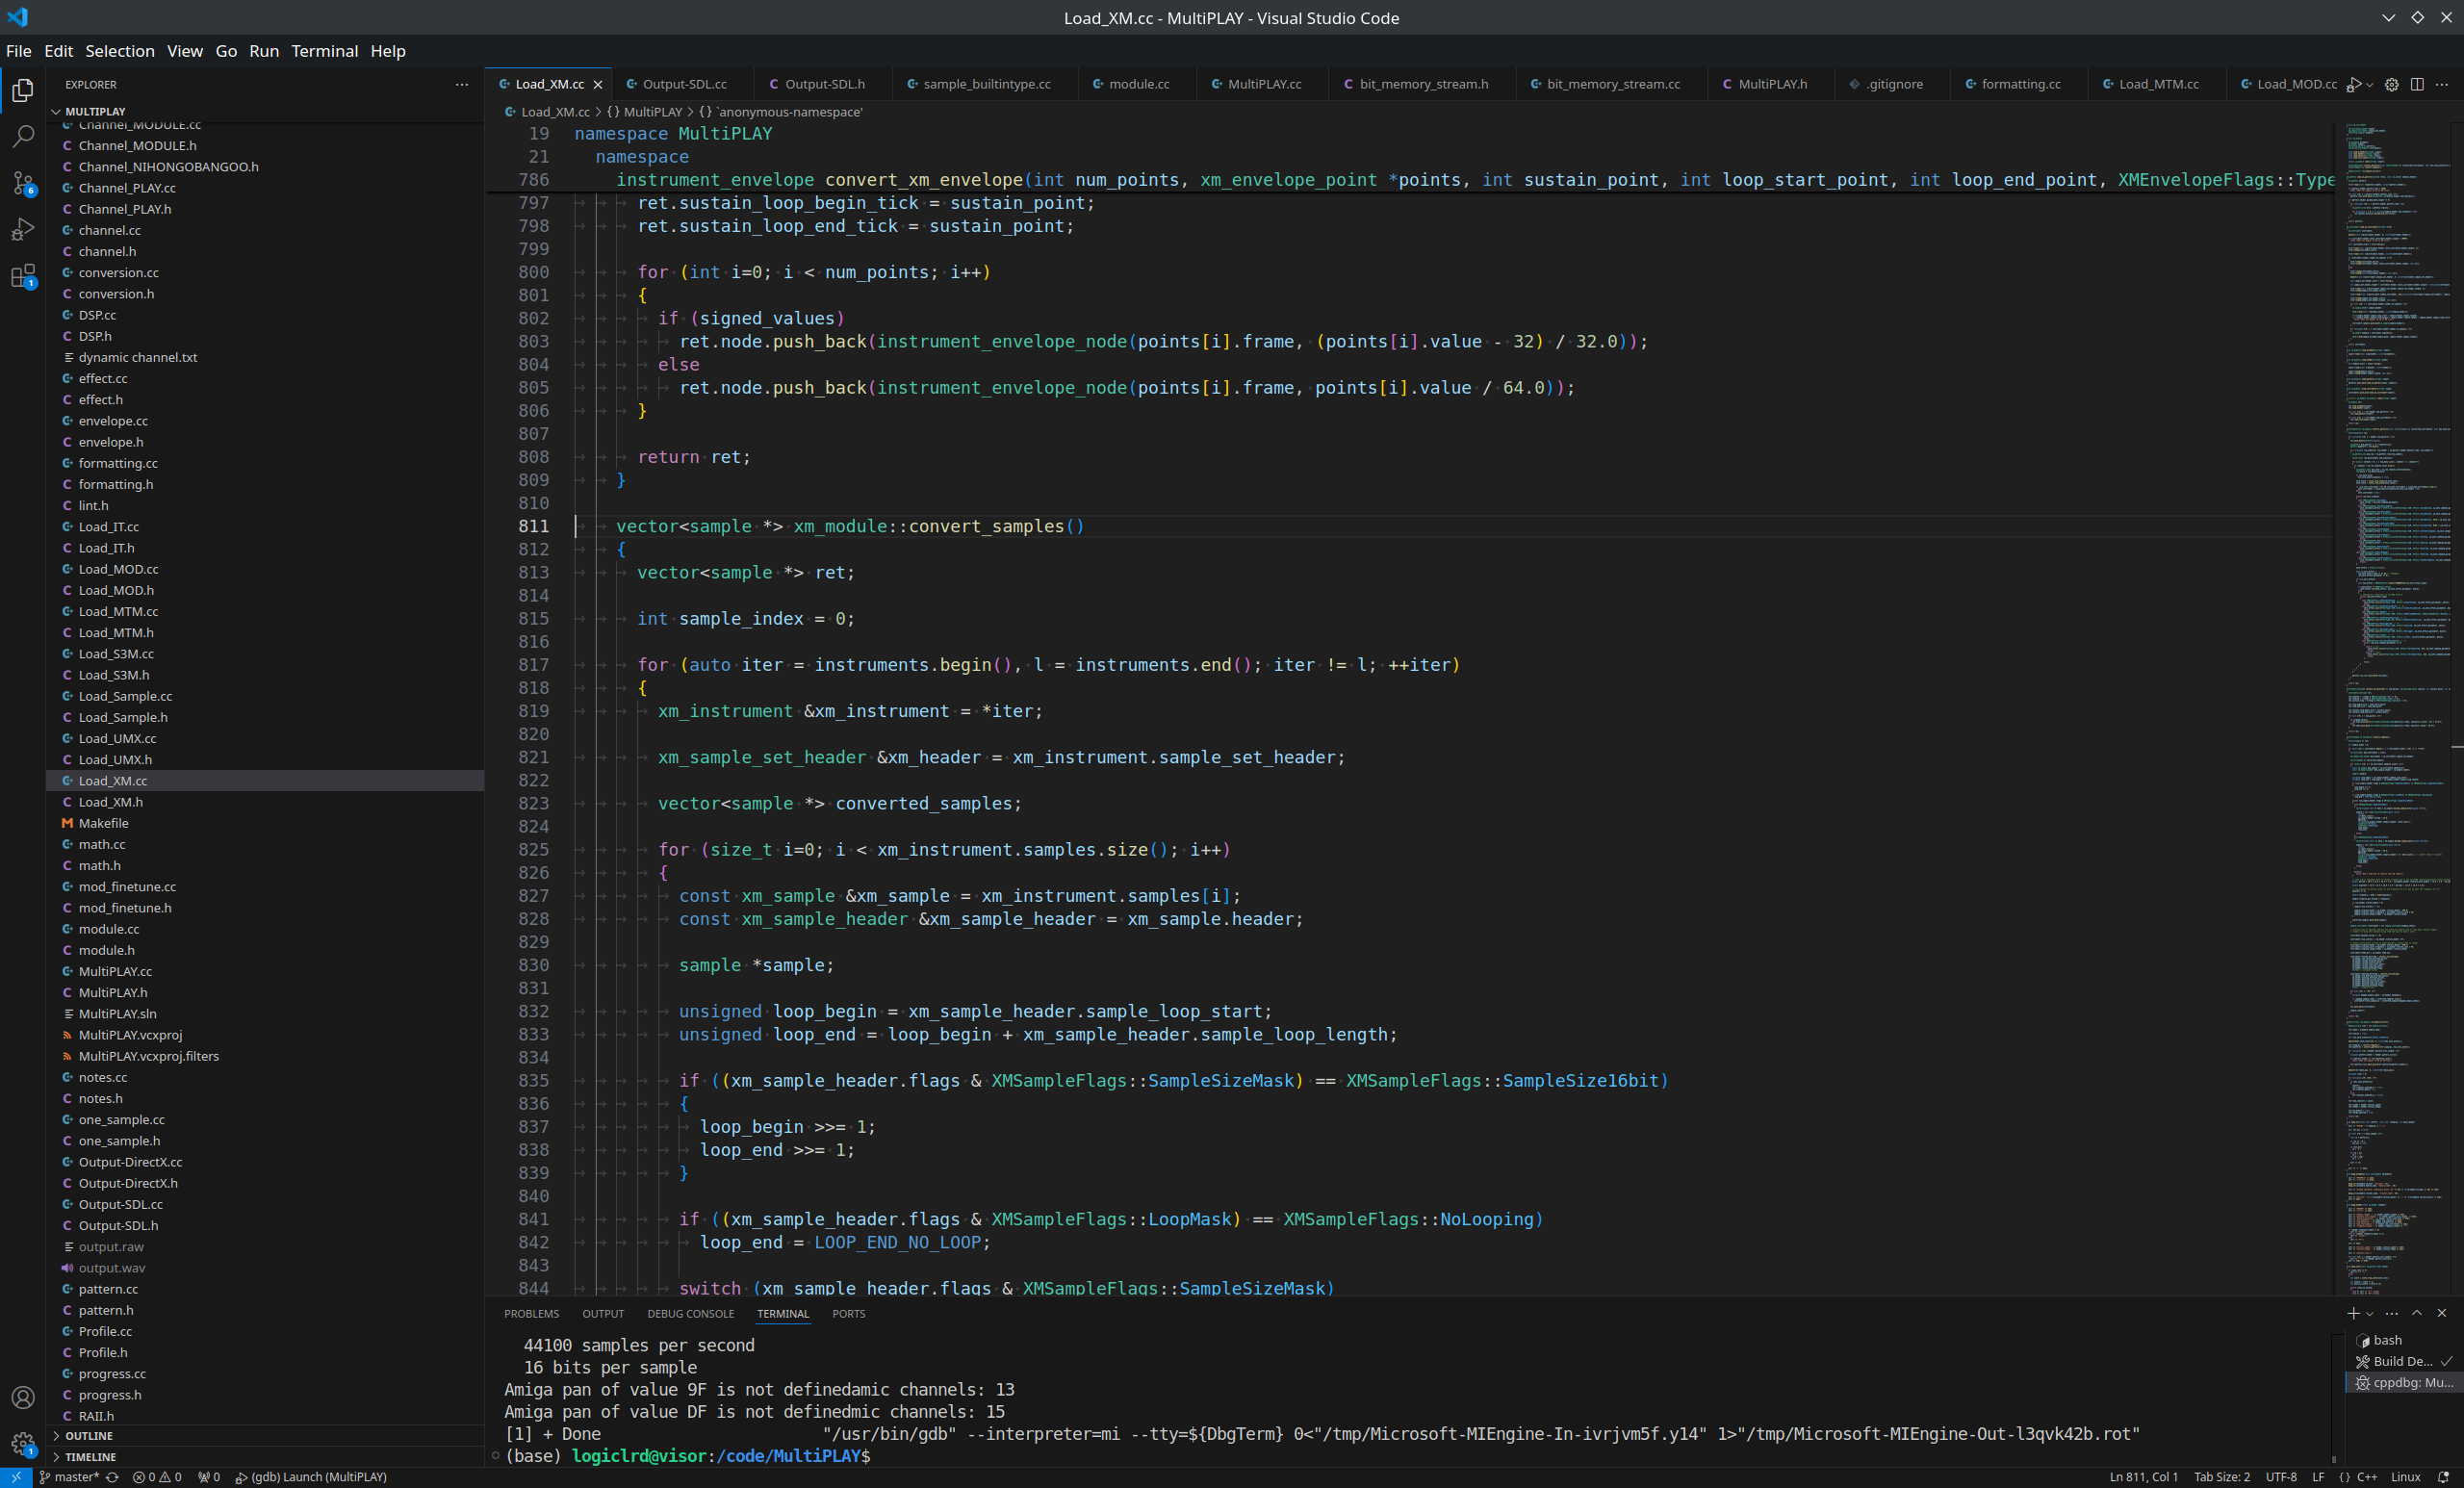 Load_XM.cc - MultiPLAY - Visual Studio Code
File Edit Selection View Go Run Terminal Help
EXPLORER
MULTIPLAY
Channel_MODULE.cc
Channel_MODULE.h
Channel_NIHONGOBANGOO.h
Channel_PLAY.cc
Channel_PLAY.h
channel.cc
channel.h
conversion.cc
conversion.h
DSP.cc
DSP.h
dynamic channel.txt
effect.cc
effect.h
envelope.cc
envelope.h
formatting.cc
formatting.h
lint.h
Load_IT.cc
Load_IT.h
Load_MOD.cc
Load_MOD.h
Load_MTM.cc
Load_MTM.h
Load_S3M.cc
Load_S3M.h
Load_Sample.cc
Load_Sample.h
Load_UMX.cc
Load_UMX.h
Load_XM.cc
Load_XM.h
Makefile
math.cc
math.h
mod_finetune.cc
mod_finetune.h
module.cc
module.h
MultiPLAY.cc
MultiPLAY.h
MultiPLAY.sln
MultiPLAY.vcxproj
MultiPLAY.vcxproj.filters
notes.cc
notes.h
one_sample.cc
one_sample.h
Output-DirectX.cc
Output-DirectX.h
Output-SDL.cc
Output-SDL.h
output.raw
output.wav
pattern.cc
pattern.h
Profile.cc
Profile.h
progress.cc
progress.h
RAII.h
OUTLINE
TIMELINE
Load_XM.cc Output-SDL.cc Output-SDL.h sample_builtintype.cc module.cc MultiPLAY.cc bit_memory_stream.h bit_memory_stream.cc MultiPLAY.h .gitignore formatting.cc Load_MTM.cc Load_MOD.cc
Load_XM.cc > {} MultiPLAY > {} `anonymous-namespace'
19 namespace MultiPLAY
21 namespace
786 instrument_envelope convert_xm_envelope(int num_points, xm_envelope_point *points, int sustain_point, int loop_start_point, int loop_end_point, XMEnvelopeFlags::Type
797 ret.sustain_loop_begin_tick = sustain_point;
798 ret.sustain_loop_end_tick = sustain_point;
799
800 for (int i=0; i < num_points; i++)
801 {
802 if (signed_values)
803 ret.node.push_back(instrument_envelope_node(points[i].frame, (points[i].value - 32) / 32.0));
804 else
805 ret.node.push_back(instrument_envelope_node(points[i].frame, points[i].value / 64.0));
806 }
807
808 return ret;
809 }
810
811 vector<sample *> xm_module::convert_samples()
812 {
813 vector<sample *> ret;
814
815 int sample_index = 0;
816
817 for (auto iter = instruments.begin(), l = instruments.end(); iter != l; ++iter)
818 {
819 xm_instrument &xm_instrument = *iter;
820
821 xm_sample_set_header &xm_header = xm_instrument.sample_set_header;
822
823 vector<sample *> converted_samples;
824
825 for (size_t i=0; i < xm_instrument.samples.size(); i++)
826 {
827 const xm_sample &xm_sample = xm_instrument.samples[i];
828 const xm_sample_header &xm_sample_header = xm_sample.header;
829
830 sample *sample;
831
832 unsigned loop_begin = xm_sample_header.sample_loop_start;
833 unsigned loop_end = loop_begin + xm_sample_header.sample_loop_length;
834
835 if ((xm_sample_header.flags & XMSampleFlags::SampleSizeMask) == XMSampleFlags::SampleSize16bit)
836 {
837 loop_begin >>= 1;
838 loop_end >>= 1;
839 }
840
841 if ((xm_sample_header.flags & XMSampleFlags::LoopMask) == XMSampleFlags::NoLooping)
842 loop_end = LOOP_END_NO_LOOP;
843
844 switch (xm_sample_header.flags & XMSampleFlags::SampleSizeMask)
PROBLEMS OUTPUT DEBUG CONSOLE TERMINAL PORTS
44100 samples per second
16 bits per sample
Amiga pan of value 9F is not definedamic channels: 13
Amiga pan of value DF is not definedmic channels: 15
[1] + Done "/usr/bin/gdb" --interpreter=mi --tty=${DbgTerm} 0<"/tmp/Microsoft-MIEngine-In-ivrjvm5f.y14" 1>"/tmp/Microsoft-MIEngine-Out-l3qvk42b.rot"
(base) logiclrd@visor:/code/MultiPLAY$
bash
Build De...
cppdbg: Mu...
6
1
1
master* 0 0 0 (gdb) Launch (MultiPLAY) Ln 811, Col 1 Tab Size: 2 UTF-8 LF {} C++ Linux